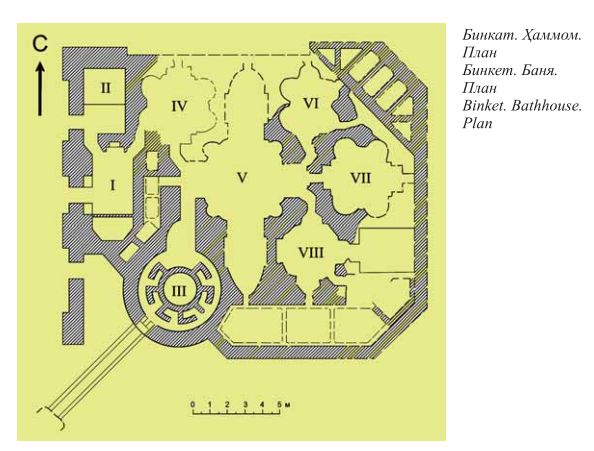 Бинкат. Ҳаммом.
План
Бинкет. Баня.
План
Binket. Bathhouse.
Plan
С
II
IV
VI
I
V
VII
VIII
III
0 1 2 3 4 5 м